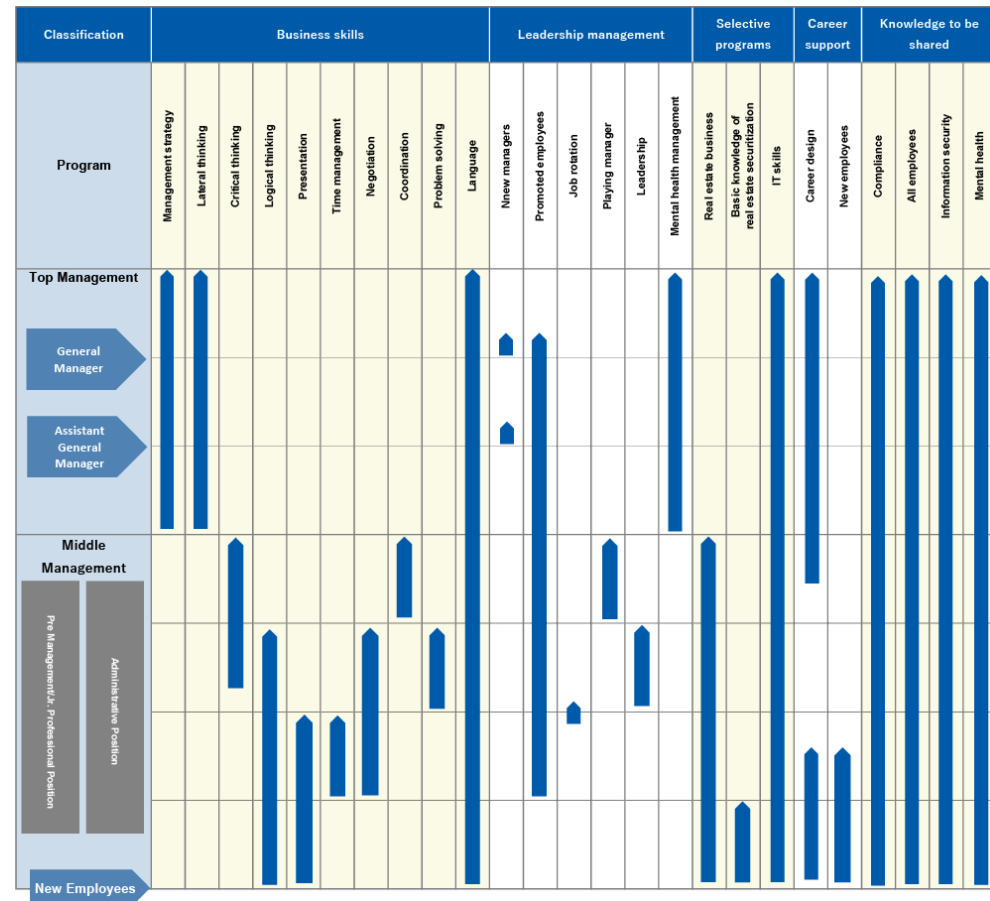 Classification
Business skills
Leadership management
Selective
programs
Career
support
Knowledge to be
shared
Program
Management strategy
Lateral thinking
Critical thinking
Logical thinking
Presentation
Time management
Negotiation
Coordination
Problem solving
Language
Nnew managers
Promoted employees
Job rotation
Playing manager
Leadership
Mental health management
Real estate business
Basic knowledge of
real estate securitization
IT skills
Career design
New employees
Compliance
All employees
Information security
Mental health
Top Management
General
Manager
Assistant
General
Manager
Middle
Management
Pre Management/Jr. Professional Position
Administrative Position
New Employees